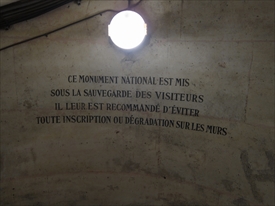 CE MONUMENT NATIONAL EST MIS
SOUS LA SAUVEGARDE DES VISITEURS
IL LEUR EST RECOMMANDÉ D'ÉVITER
TOUTE INSCRIPTION OU DÉGRADATION SUR LES MURS